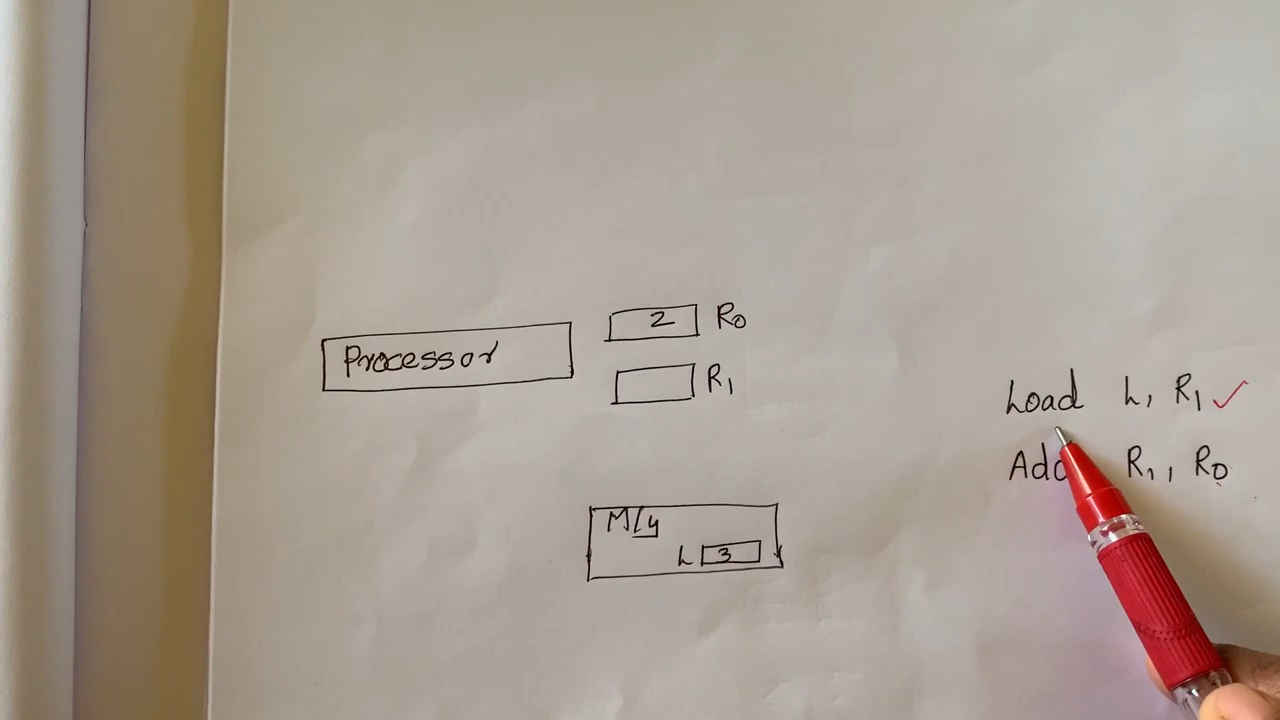 2 R0
Processor
R1
Load L, R1 ✓
Add R1, R0
M/y
L 3